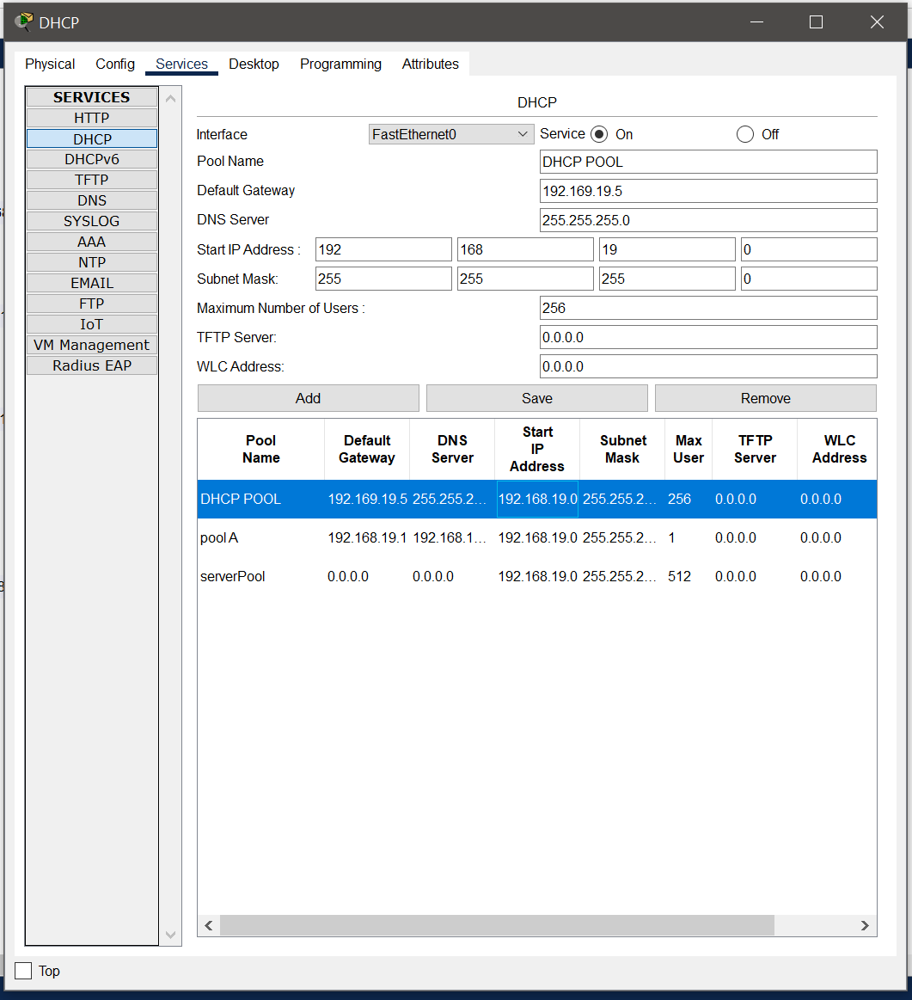 DHCP
Physical Config Services Desktop Programming Attributes
SERVICES
HTTP
DHCP
DHCPv6
TFTP
DNS
SYSLOG
AAA
NTP
EMAIL
FTP
IoT
VM Management
Radius EAP
DHCP
Interface FastEthernet0 Service On Off
Pool Name DHCP POOL
Default Gateway 192.169.19.5
DNS Server 255.255.255.0
Start IP Address : 192 168 19 0
Subnet Mask: 255 255 255 0
Maximum Number of Users : 256
TFTP Server: 0.0.0.0
WLC Address: 0.0.0.0
Add Save Remove
Pool Name Default Gateway DNS Server Start IP Address Subnet Mask Max User TFTP Server WLC Address
DHCP POOL 192.169.19.5 255.255.2... 192.168.19.0 255.255.2... 256 0.0.0.0 0.0.0.0
pool A 192.168.19.1 192.168.1... 192.168.19.0 255.255.2... 1 0.0.0.0 0.0.0.0
serverPool 0.0.0.0 0.0.0.0 192.168.19.0 255.255.2... 512 0.0.0.0 0.0.0.0
Top